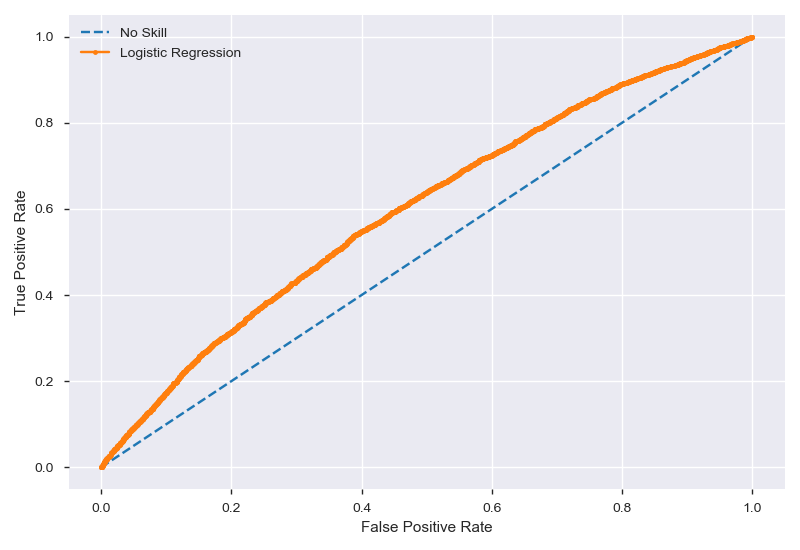 No Skill
Logistic Regression
1.0
0.8
0.6
0.4
0.2
0.0
True Positive Rate
0.0 0.2 0.4 0.6 0.8 1.0
False Positive Rate